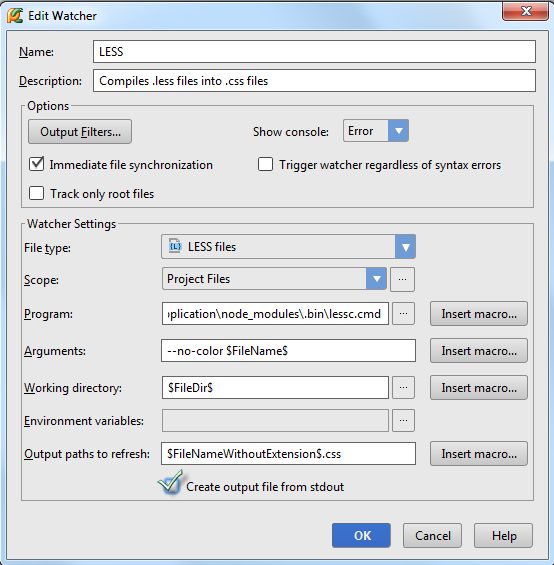 Edit Watcher
Name: LESS
Description: Compiles .less files into .css files
Options
Output Filters... Show console: Error
Immediate file synchronization Trigger watcher regardless of syntax errors
Track only root files
Watcher Settings
File type: LESS files
Scope: Project Files ...
Program: plication\node_modules\.bin\lessc.cmd ... Insert macro...
Arguments: --no-color $FileName$ Insert macro...
Working directory: $FileDir$ ... Insert macro...
Environment variables: ...
Output paths to refresh: $FileNameWithoutExtension$.css Insert macro...
Create output file from stdout
OK Cancel Help